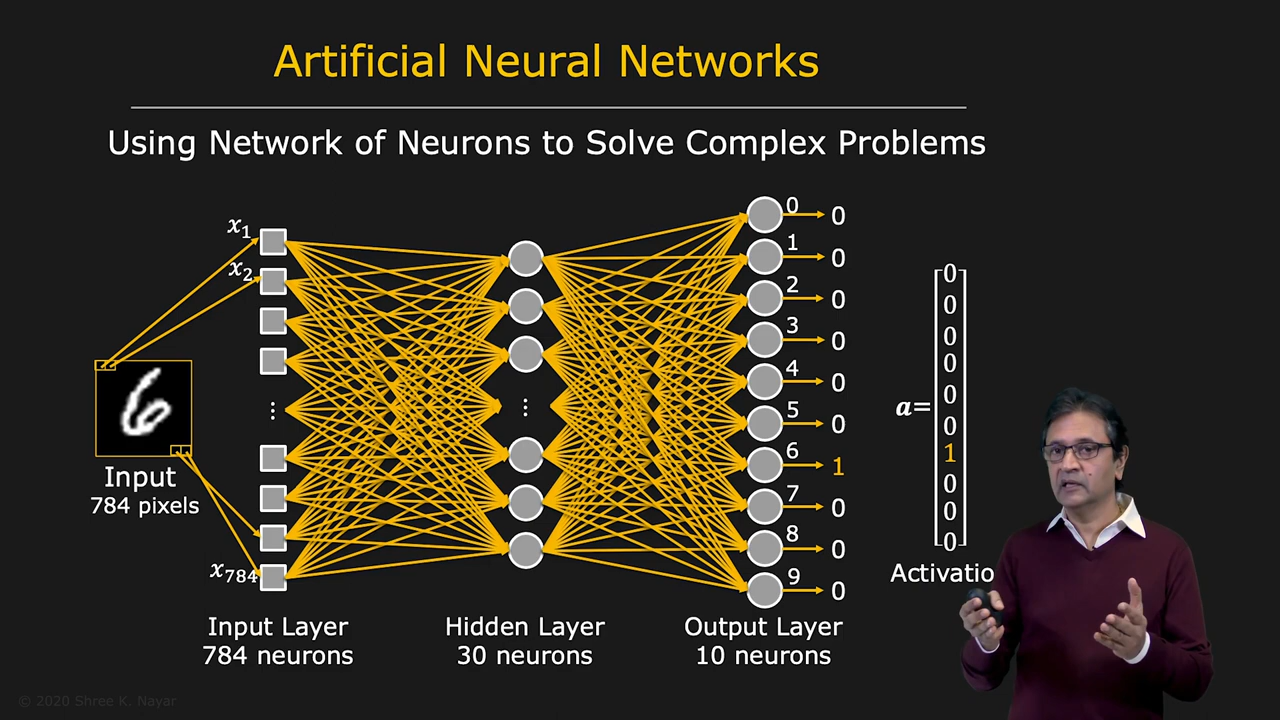 Artificial Neural Networks
Using Network of Neurons to Solve Complex Problems
x₁
x₂
⋮
x₇₈₄
Input
784 pixels
⋮
0 0
1 0
2 0
3 0
4 0
5 0
6 1
7 0
8 0
9 0
a=
0
0
0
0
0
0
1
0
0
0
Activatio
Input Layer
784 neurons
Hidden Layer
30 neurons
Output Layer
10 neurons
6
© 2020 Shree K. Nayar